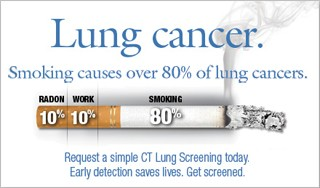 Lung cancer.
Smoking causes over 80% of lung cancers.
RADON WORK SMOKING
10% 10% 80%
Request a simple CT Lung Screening today.
Early detection saves lives. Get screened.